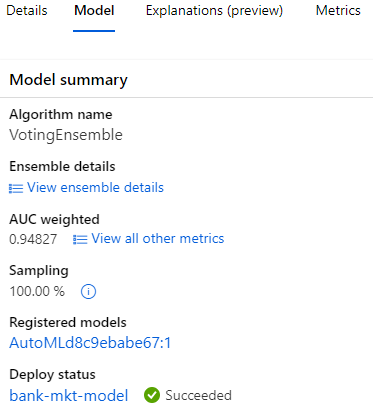 Details Model Explanations (preview) Metrics
Model summary
Algorithm name
VotingEnsemble
Ensemble details
View ensemble details
AUC weighted
0.94827 View all other metrics
Sampling
100.00 %
Registered models
AutoMLd8c9ebabe67:1
Deploy status
bank-mkt-model Succeeded